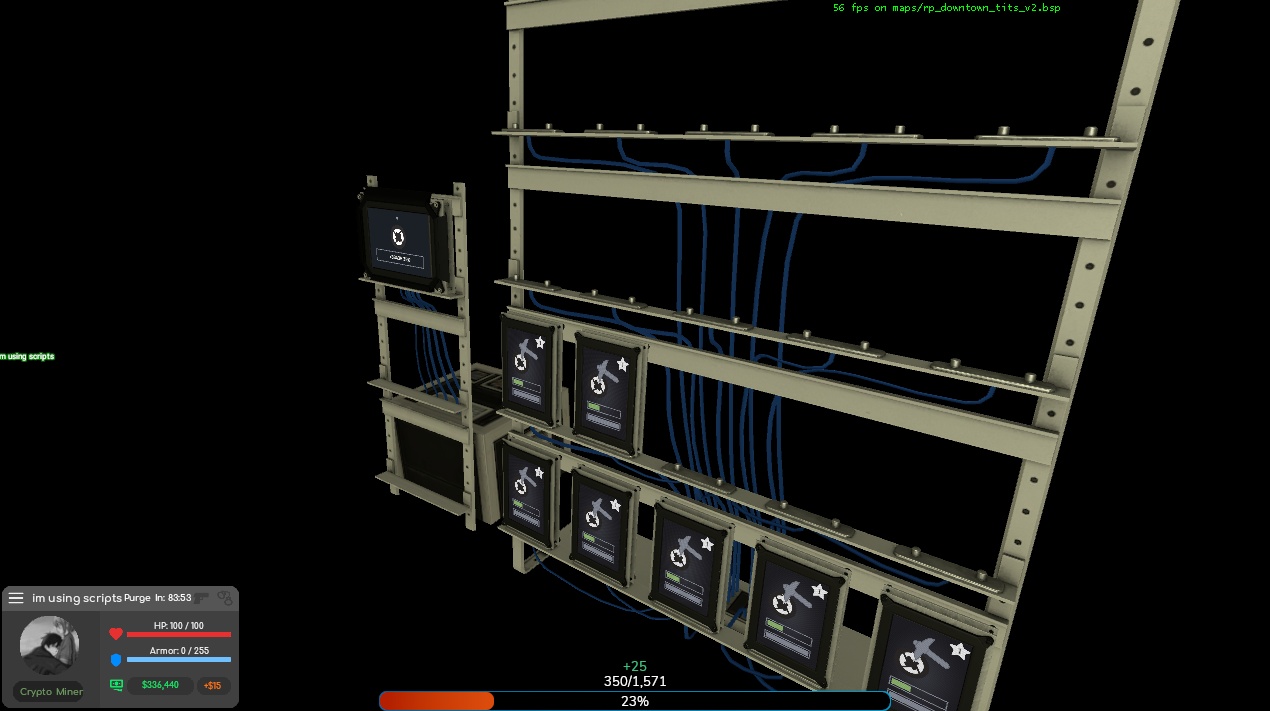 56 fps on maps/rp_downtown_tits_v2.bsp
m using scripts
im using scripts Purge In: 83:53
HP: 100 / 100
Armor: 0 / 255
$336,440 +$15
Crypto Miner
+25
350/1,571
23%